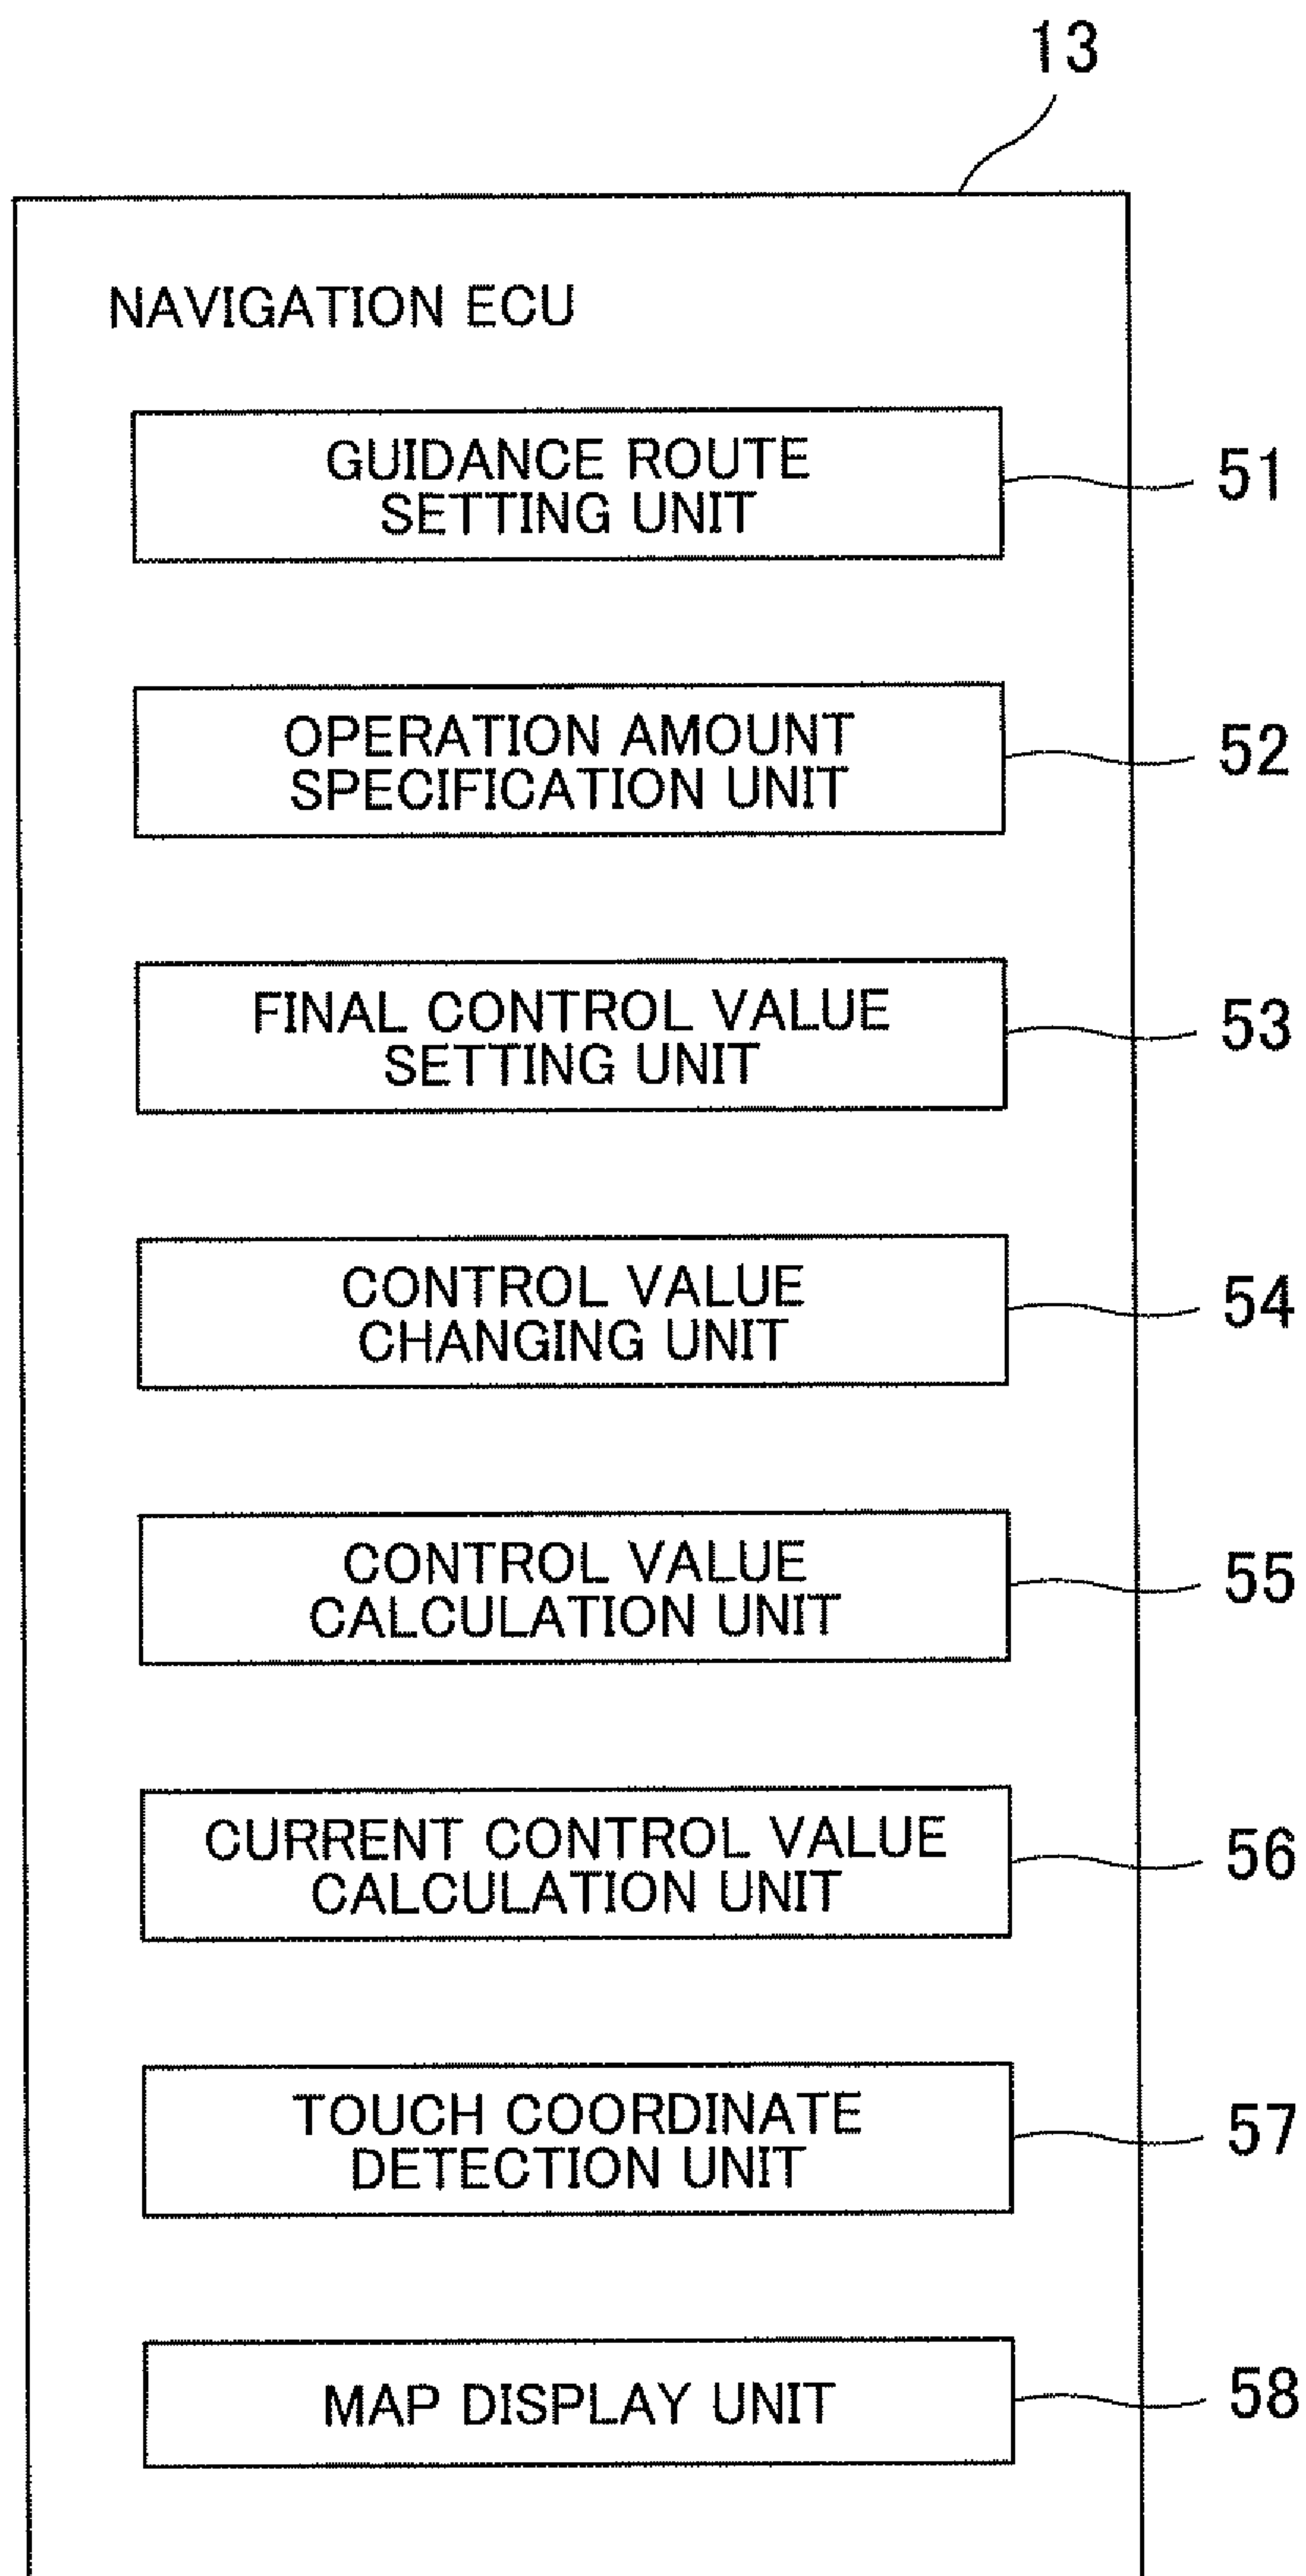 13
NAVIGATION ECU
GUIDANCE ROUTE
SETTING UNIT
51
OPERATION AMOUNT
SPECIFICATION UNIT
52
FINAL CONTROL VALUE
SETTING UNIT
53
CONTROL VALUE
CHANGING UNIT
54
CONTROL VALUE
CALCULATION UNIT
55
CURRENT CONTROL VALUE
CALCULATION UNIT
56
TOUCH COORDINATE
DETECTION UNIT
57
MAP DISPLAY UNIT
58